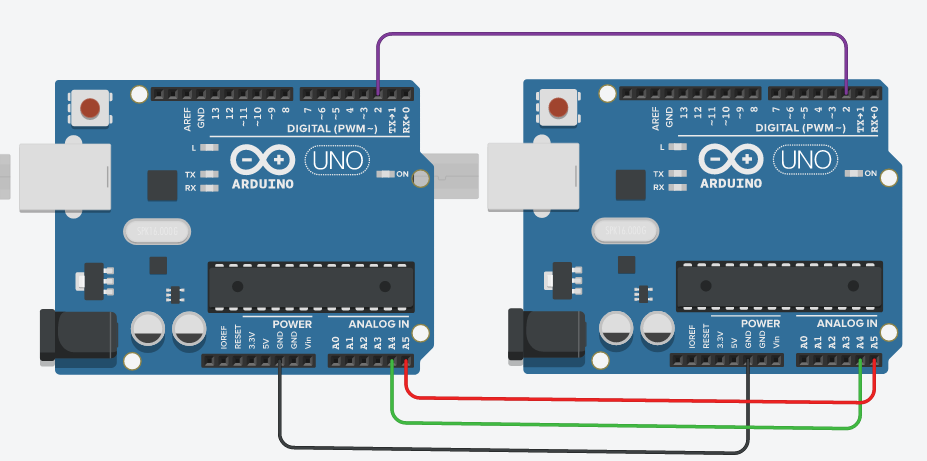 AREF
GND
13
12
~11
~10
~9
8
7
~6
~5
4
~3
2
TX→1
RX←0
DIGITAL (PWM~)
L
TX
RX
UNO
ARDUINO
ON
IOREF
RESET
3.3V
5V
GND
GND
Vin
POWER
A0
A1
A2
A3
A4
A5
ANALOG IN
AREF
GND
13
12
~11
~10
~9
8
7
~6
~5
4
~3
2
TX→1
RX←0
DIGITAL (PWM~)
L
TX
RX
UNO
ARDUINO
ON
IOREF
RESET
3.3V
5V
GND
GND
Vin
POWER
A0
A1
A2
A3
A4
A5
ANALOG IN